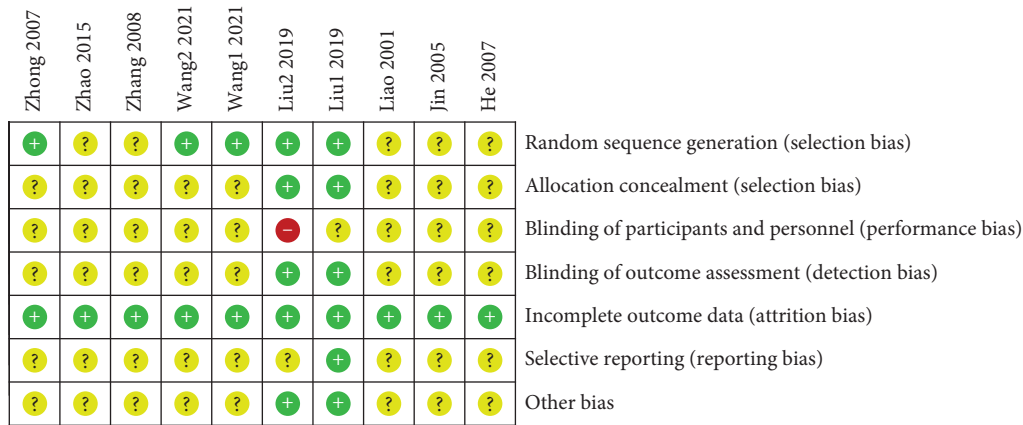 Zhong 2007
Zhao 2015
Zhang 2008
Wang2 2021
Wang1 2021
Liu2 2019
Liu1 2019
Liao 2001
Jin 2005
He 2007
+ ? ? + + + + ? ? ? Random sequence generation (selection bias)
? ? ? ? ? + + ? ? ? Allocation concealment (selection bias)
? ? ? ? ? − ? ? ? ? Blinding of participants and personnel (performance bias)
? ? ? ? ? + + ? ? ? Blinding of outcome assessment (detection bias)
+ + + + + + + + + + Incomplete outcome data (attrition bias)
? ? ? ? ? ? + ? ? ? Selective reporting (reporting bias)
? ? ? ? ? + + ? ? ? Other bias